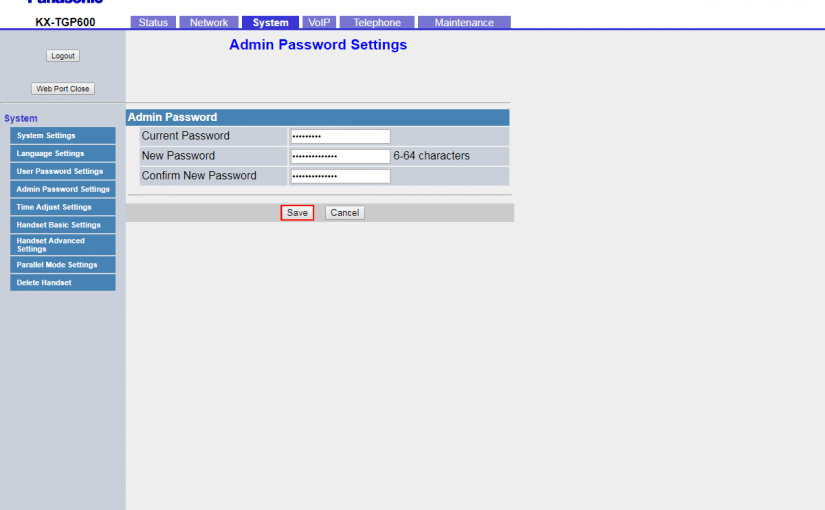 Panasonic
KX-TGP600
Status Network System VoIP Telephone Maintenance
Logout
Web Port Close
Admin Password Settings
System
System Settings
Language Settings
User Password Settings
Admin Password Settings
Time Adjust Settings
Handset Basic Settings
Handset Advanced
Settings
Parallel Mode Settings
Delete Handset
Admin Password
Current Password •••••••••
New Password •••••••••••••• 6-64 characters
Confirm New Password ••••••••••••••
Save Cancel